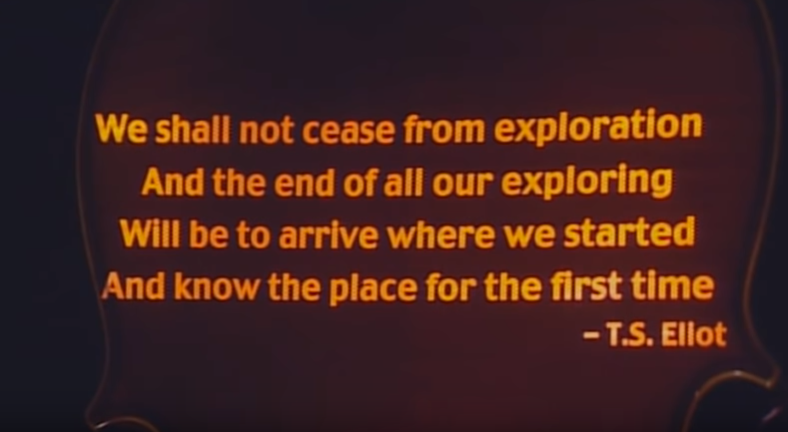 We shall not cease from exploration
And the end of all our exploring
Will be to arrive where we started
And know the place for the first time
– T.S. Eliot